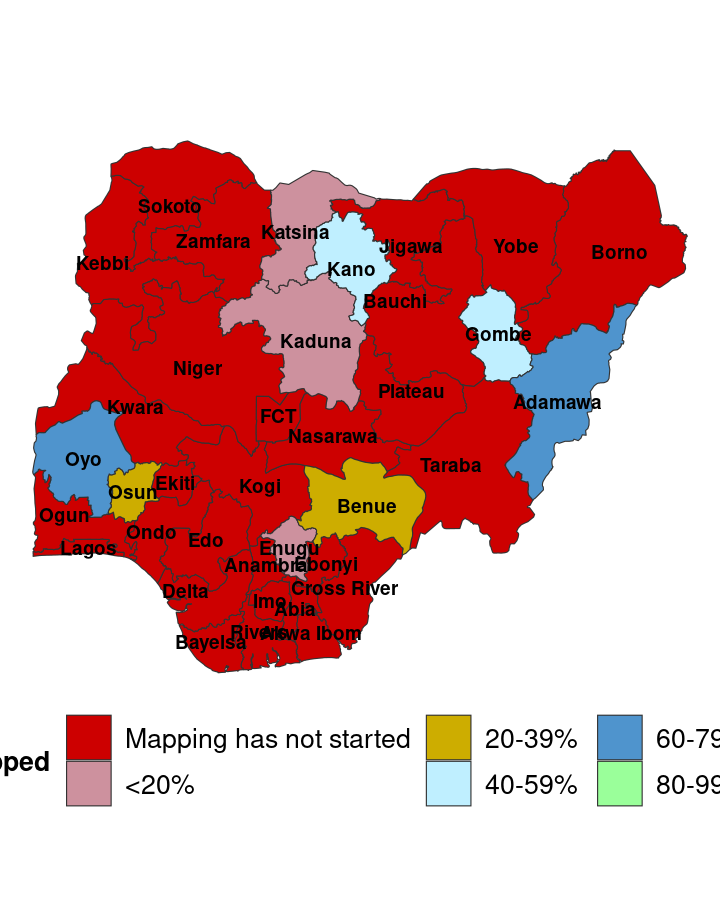 Sokoto
Katsina
Zamfara
Jigawa
Yobe
Borno
Kebbi
Kano
Bauchi
Gombe
Kaduna
Niger
Plateau
Adamawa
Kwara
FCT
Nasarawa
Oyo
Taraba
Osun
Ekiti
Kogi
Benue
Ogun
Ondo
Edo
Lagos
Enugu
Anambra
Ebonyi
Delta
Cross River
Imo
Abia
Bayelsa
Rivers
Akwa Ibom
pped
Mapping has not started
20-39%
60-79
<20%
40-59%
80-99